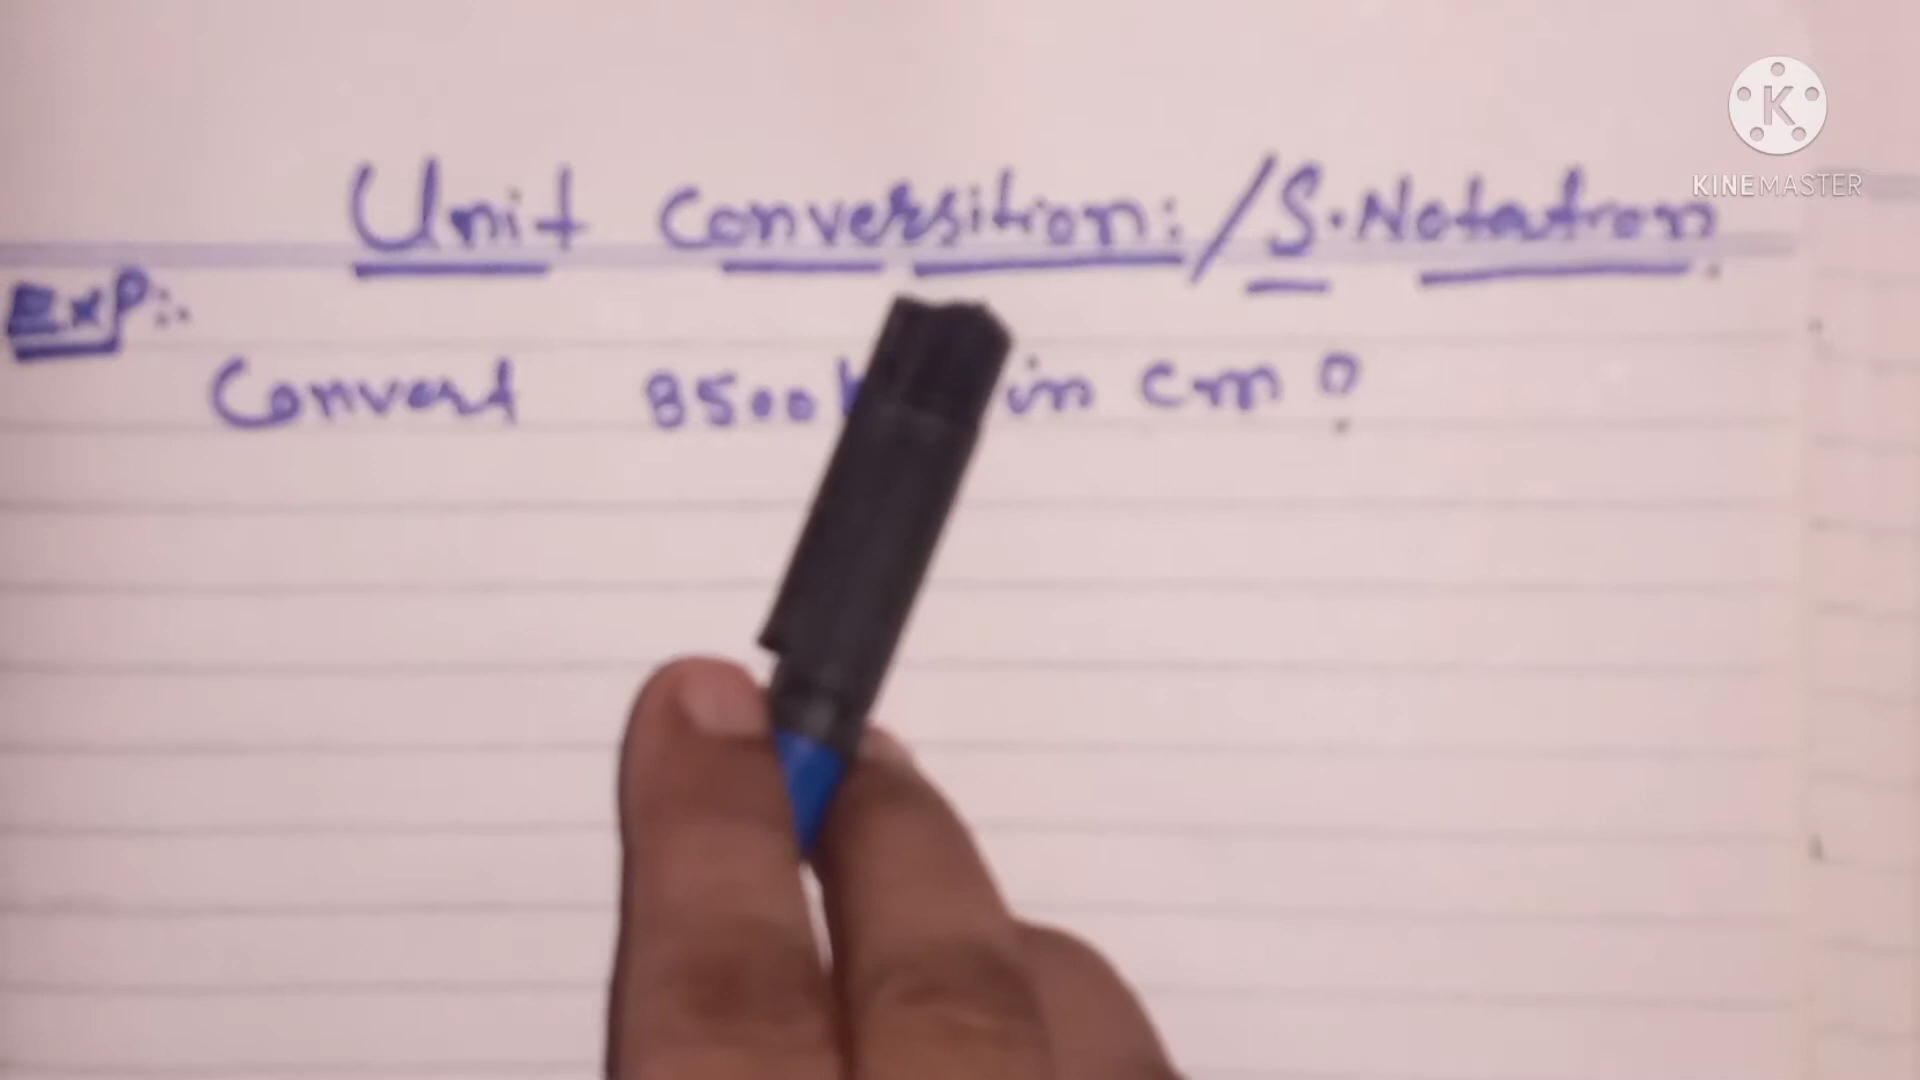 Unit Conversition:/S.Notation.
KINEMASTER
Exp:.
Convert 8500 in cm?